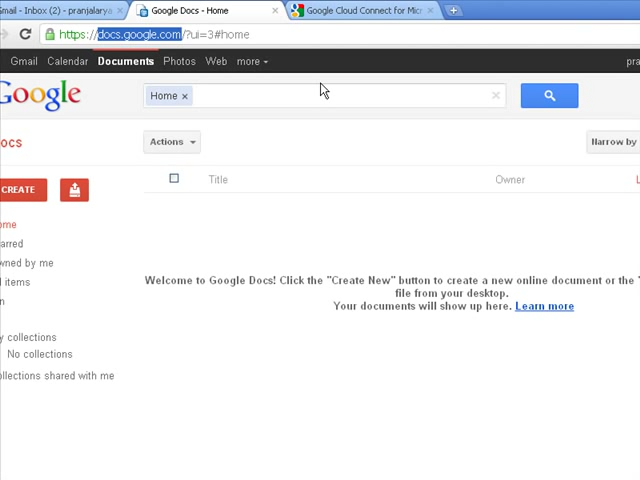 Gmail - Inbox (2) - pranjalarya
Google Docs - Home
Google Cloud Connect for Micr
https://docs.google.com/?ui=3#home
Gmail Calendar Documents Photos Web more
pra
Google
Home
ocs
Actions
Narrow by
CREATE
Title Owner L
ome
arred
wned by me
l items
n
y collections
No collections
ollections shared with me
Welcome to Google Docs! Click the "Create New" button to create a new online document or the "
file from your desktop.
Your documents will show up here. Learn more